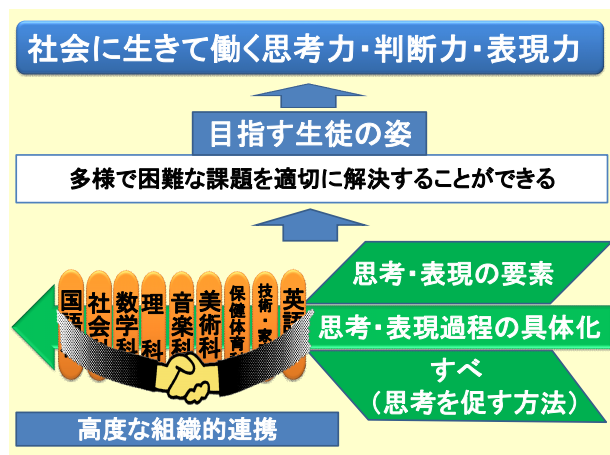 社会に生きて働く思考力・判断力・表現力
目指す生徒の姿
多様で困難な課題を適切に解決することができる
国語
社会科
数学科
理 科
音楽科
美術科
保健体育
技術・家
英語
思考・表現の要素
思考・表現過程の具体化
すべ
（思考を促す方法）
高度な組織的連携